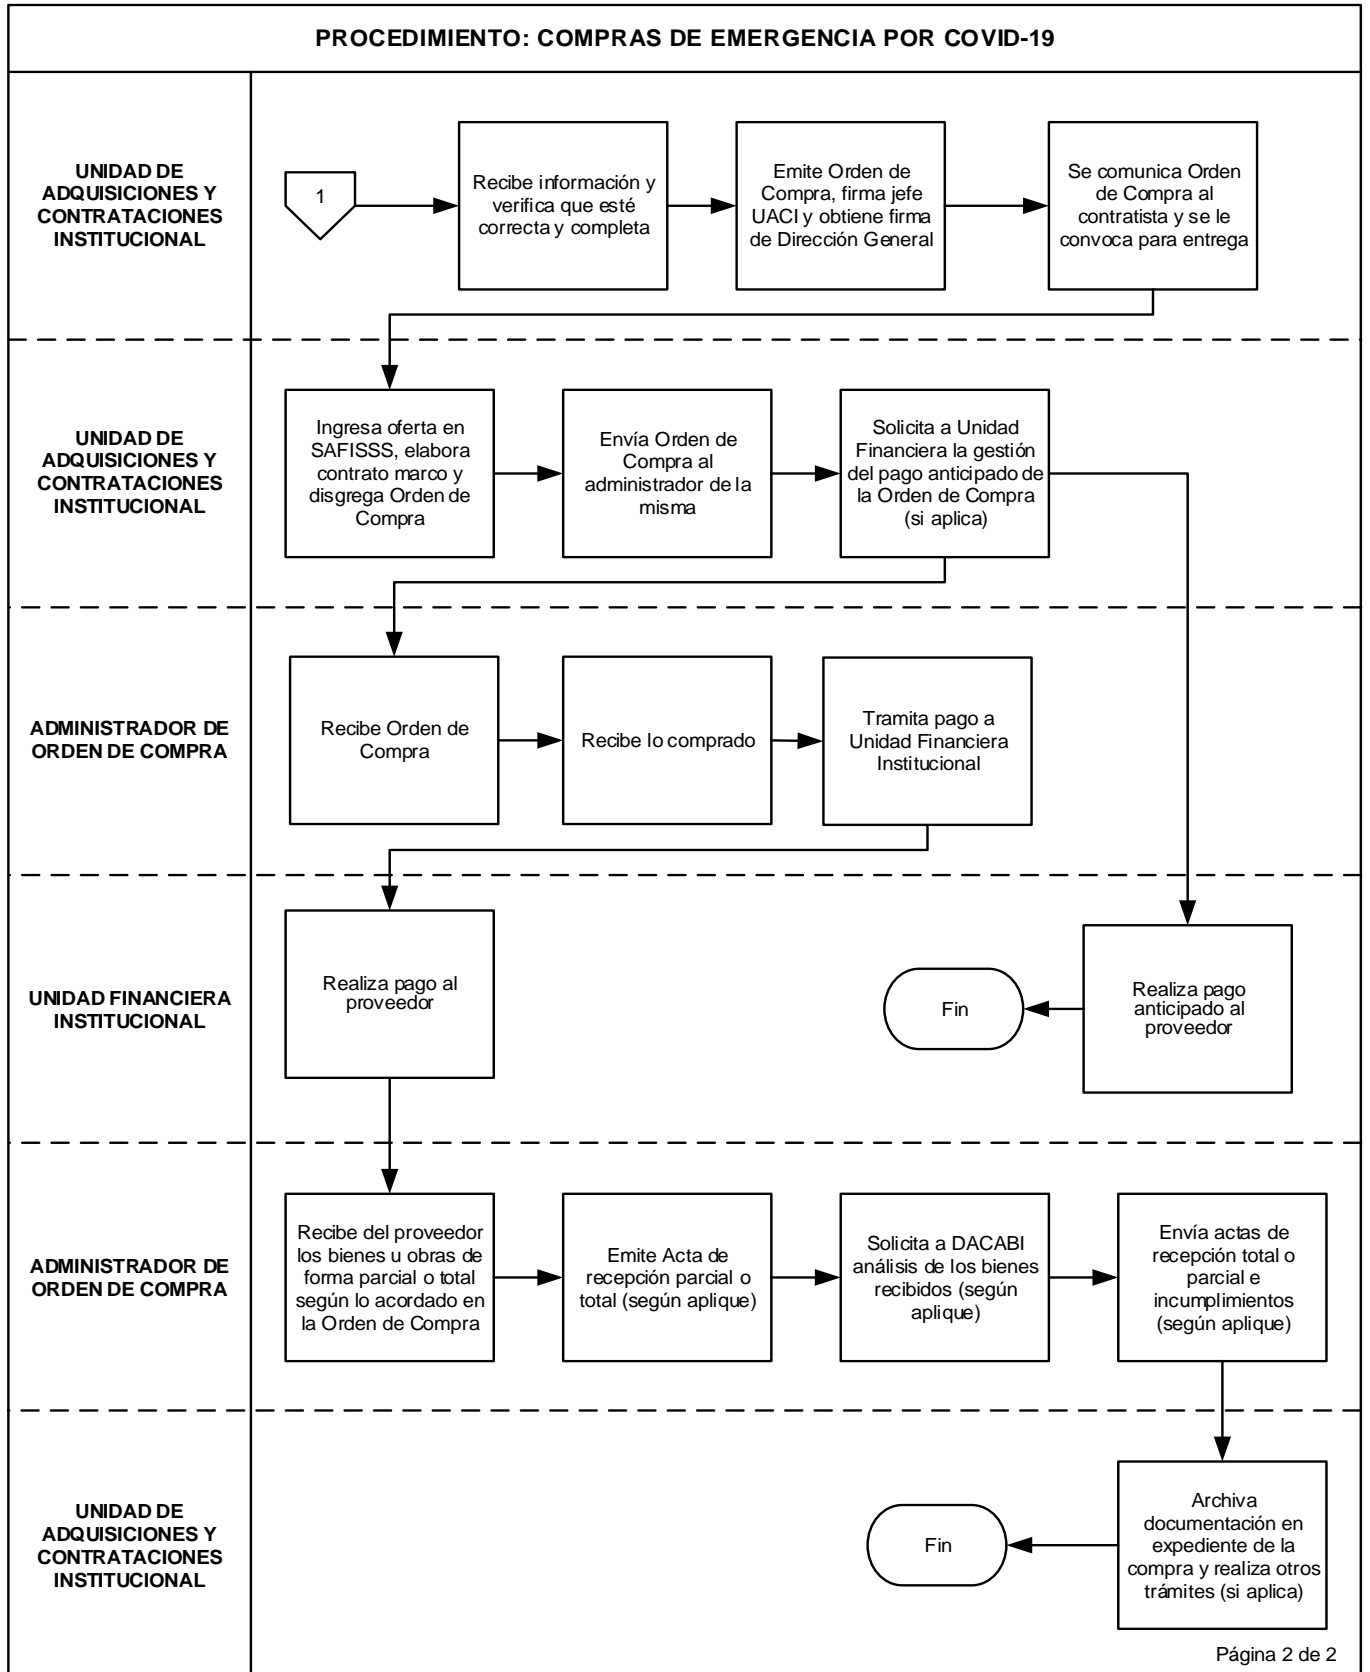 PROCEDIMIENTO: COMPRAS DE EMERGENCIA POR COVID-19
UNIDAD DE
ADQUISICIONES Y
CONTRATACIONES
INSTITUCIONAL
1
Recibe información y
verifica que esté
correcta y completa
Emite Orden de
Compra, firma jefe
UACI y obtiene firma
de Dirección General
Se comunica Orden
de Compra al
contratista y se le
convoca para entrega
UNIDAD DE
ADQUISICIONES Y
CONTRATACIONES
INSTITUCIONAL
Ingresa oferta en
SAFISSS, elabora
contrato marco y
disgrega Orden de
Compra
Envía Orden de
Compra al
administrador de la
misma
Solicita a Unidad
Financiera la gestión
del pago anticipado de
la Orden de Compra
(si aplica)
ADMINISTRADOR DE
ORDEN DE COMPRA
Recibe Orden de
Compra
Recibe lo comprado
Tramita pago a
Unidad Financiera
Institucional
UNIDAD FINANCIERA
INSTITUCIONAL
Realiza pago al
proveedor
Fin
Realiza pago
anticipado al
proveedor
ADMINISTRADOR DE
ORDEN DE COMPRA
Recibe del proveedor
los bienes u obras de
forma parcial o total
según lo acordado en
la Orden de Compra
Emite Acta de
recepción parcial o
total (según aplique)
Solicita a DACABI
análisis de los bienes
recibidos (según
aplique)
Envía actas de
recepción total o
parcial e
incumplimientos
(según aplique)
UNIDAD DE
ADQUISICIONES Y
CONTRATACIONES
INSTITUCIONAL
Fin
Archiva
documentación en
expediente de la
compra y realiza otros
trámites (si aplica)
Página 2 de 2